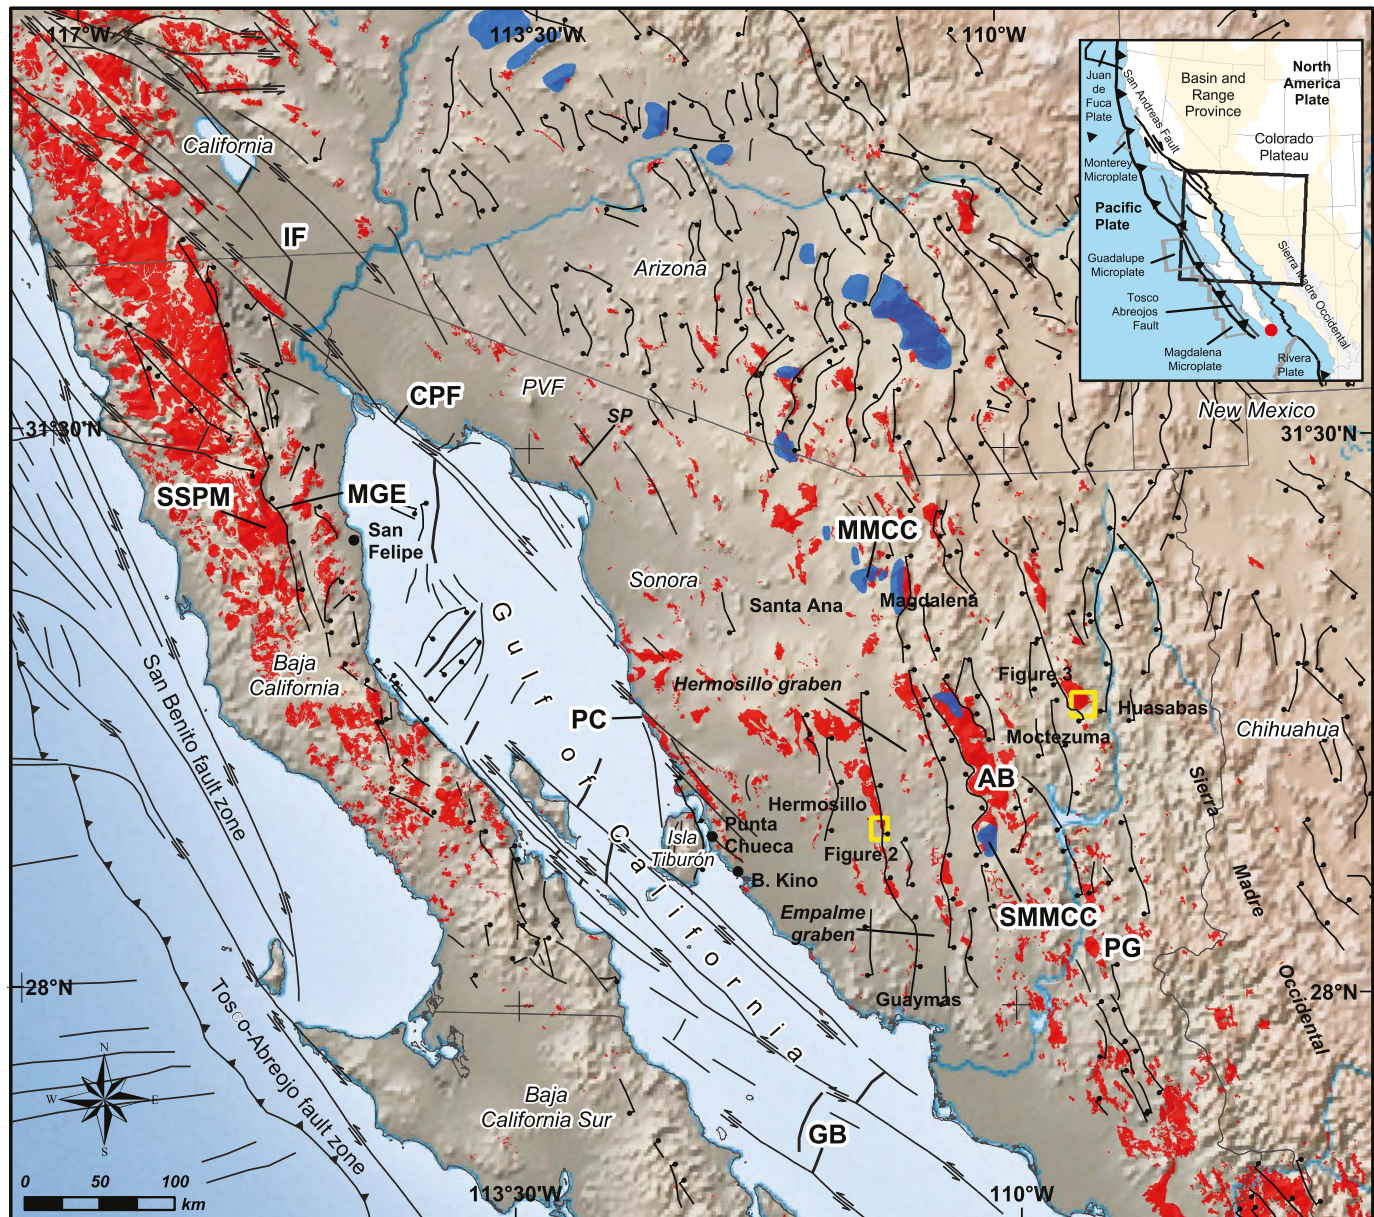 117°W
113°30'W
110°W
Juan
de
Fuca
Plate
San Andreas Fault
Basin and
Range
Province
North
America
Plate
Colorado
Plateau
Monterey
Microplate
Pacific
Plate
Guadalupe
Microplate
Tosco
Abreojos
Fault
Magdalena
Microplate
Rivera
Plate
Sierra Madre Occidental
California
IF
Arizona
CPF
PVF
SP
New Mexico
31°30'N
31°30'N
SSPM
MGE
San
Felipe
MMCC
Sonora
Santa Ana
Magdalena
Gulf of California
Baja
California
San Benito fault zone
Hermosillo graben
Figure 3
Huasabas
Moctezuma
PC
Chihuahua
AB
Hermosillo
Punta
Chueca
Isla
Tiburón
Figure 2
B. Kino
Empalme
graben
SMMCC
PG
Sierra
Madre
Occidental
28°N
28°N
Guaymas
Tosco-Abreojo fault zone
N
W
E
S
Baja
California Sur
GB
0 50 100
km
113°30'W
110°W